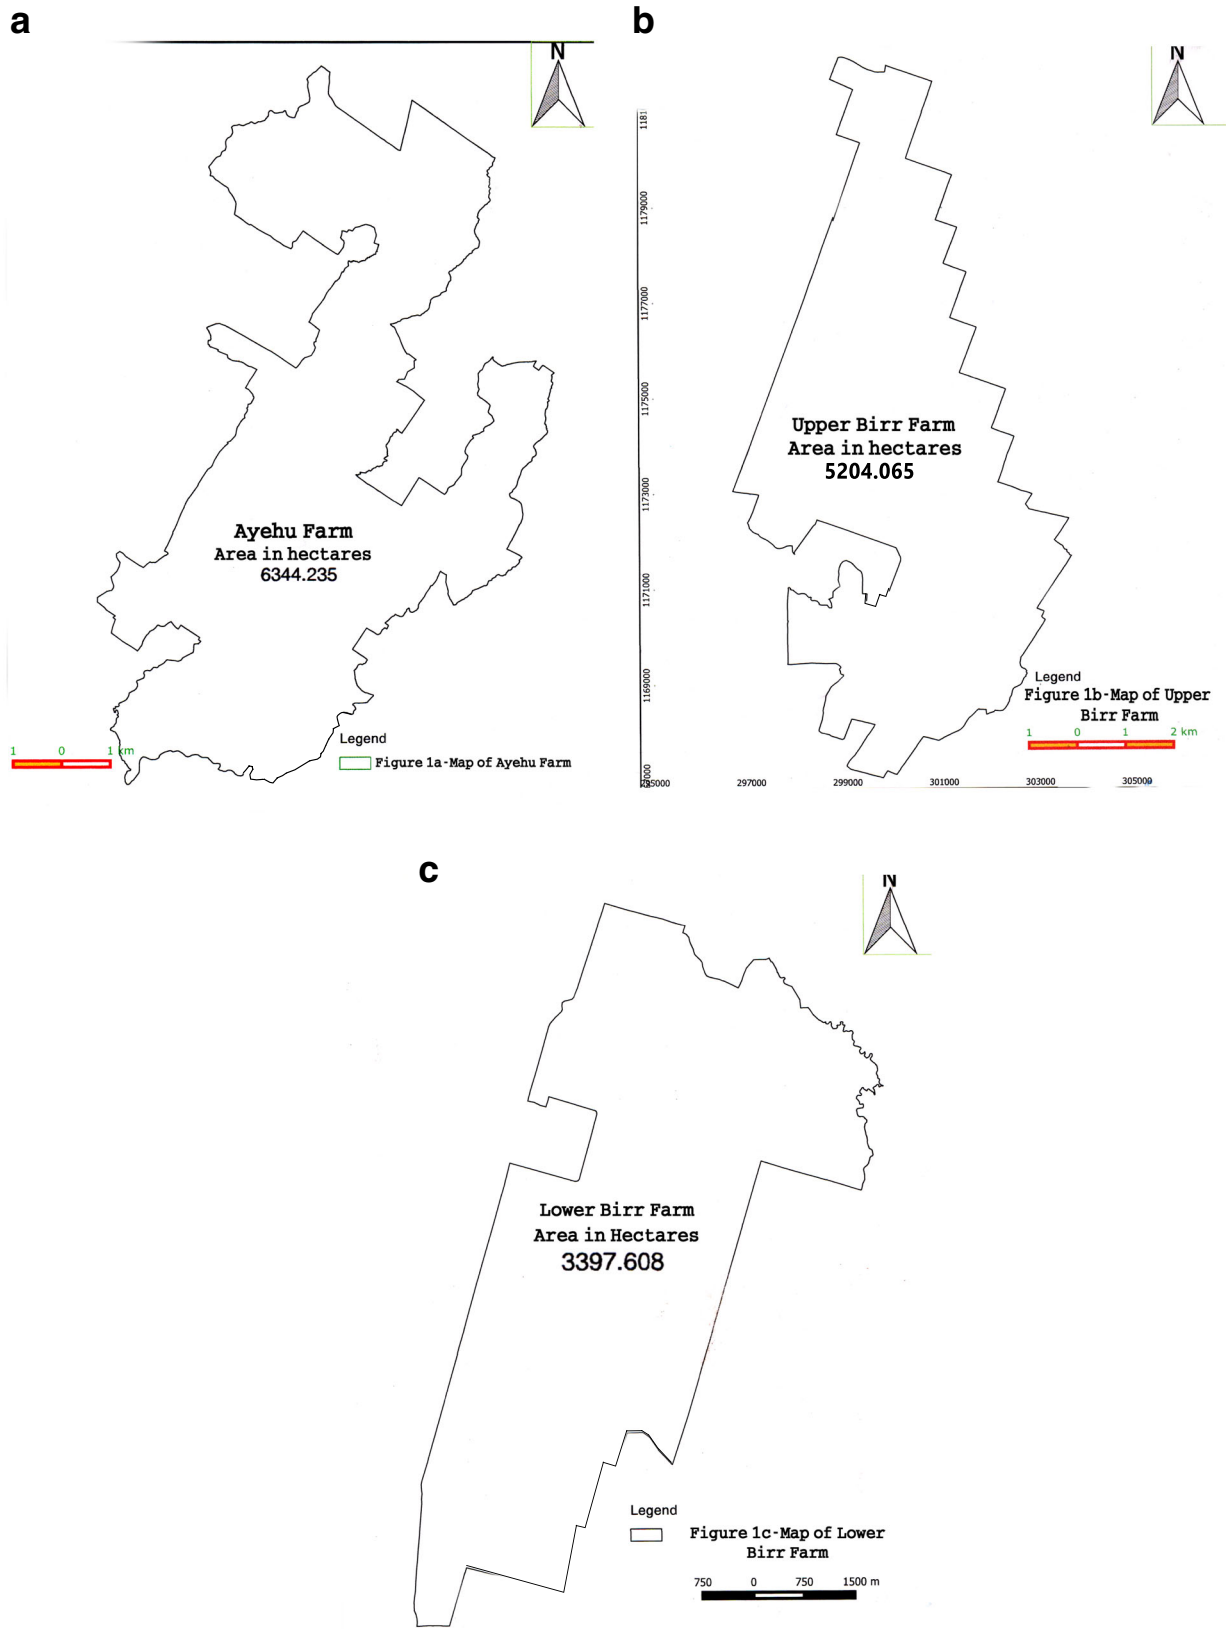 a
N
Ayehu Farm
Area in hectares
6344.235
Legend
Figure 1a-Map of Ayehu Farm
1 0 1 km
b
N
1181
1179000
1177000
1175000
1173000
1171000
1169000
Upper Birr Farm
Area in hectares
5204.065
Legend
Figure 1b-Map of Upper
Birr Farm
1 0 1 2 km
297000 299000 301000 303000 305000
c
N
Lower Birr Farm
Area in Hectares
3397.608
Legend
Figure 1c-Map of Lower
Birr Farm
750 0 750 1500 m